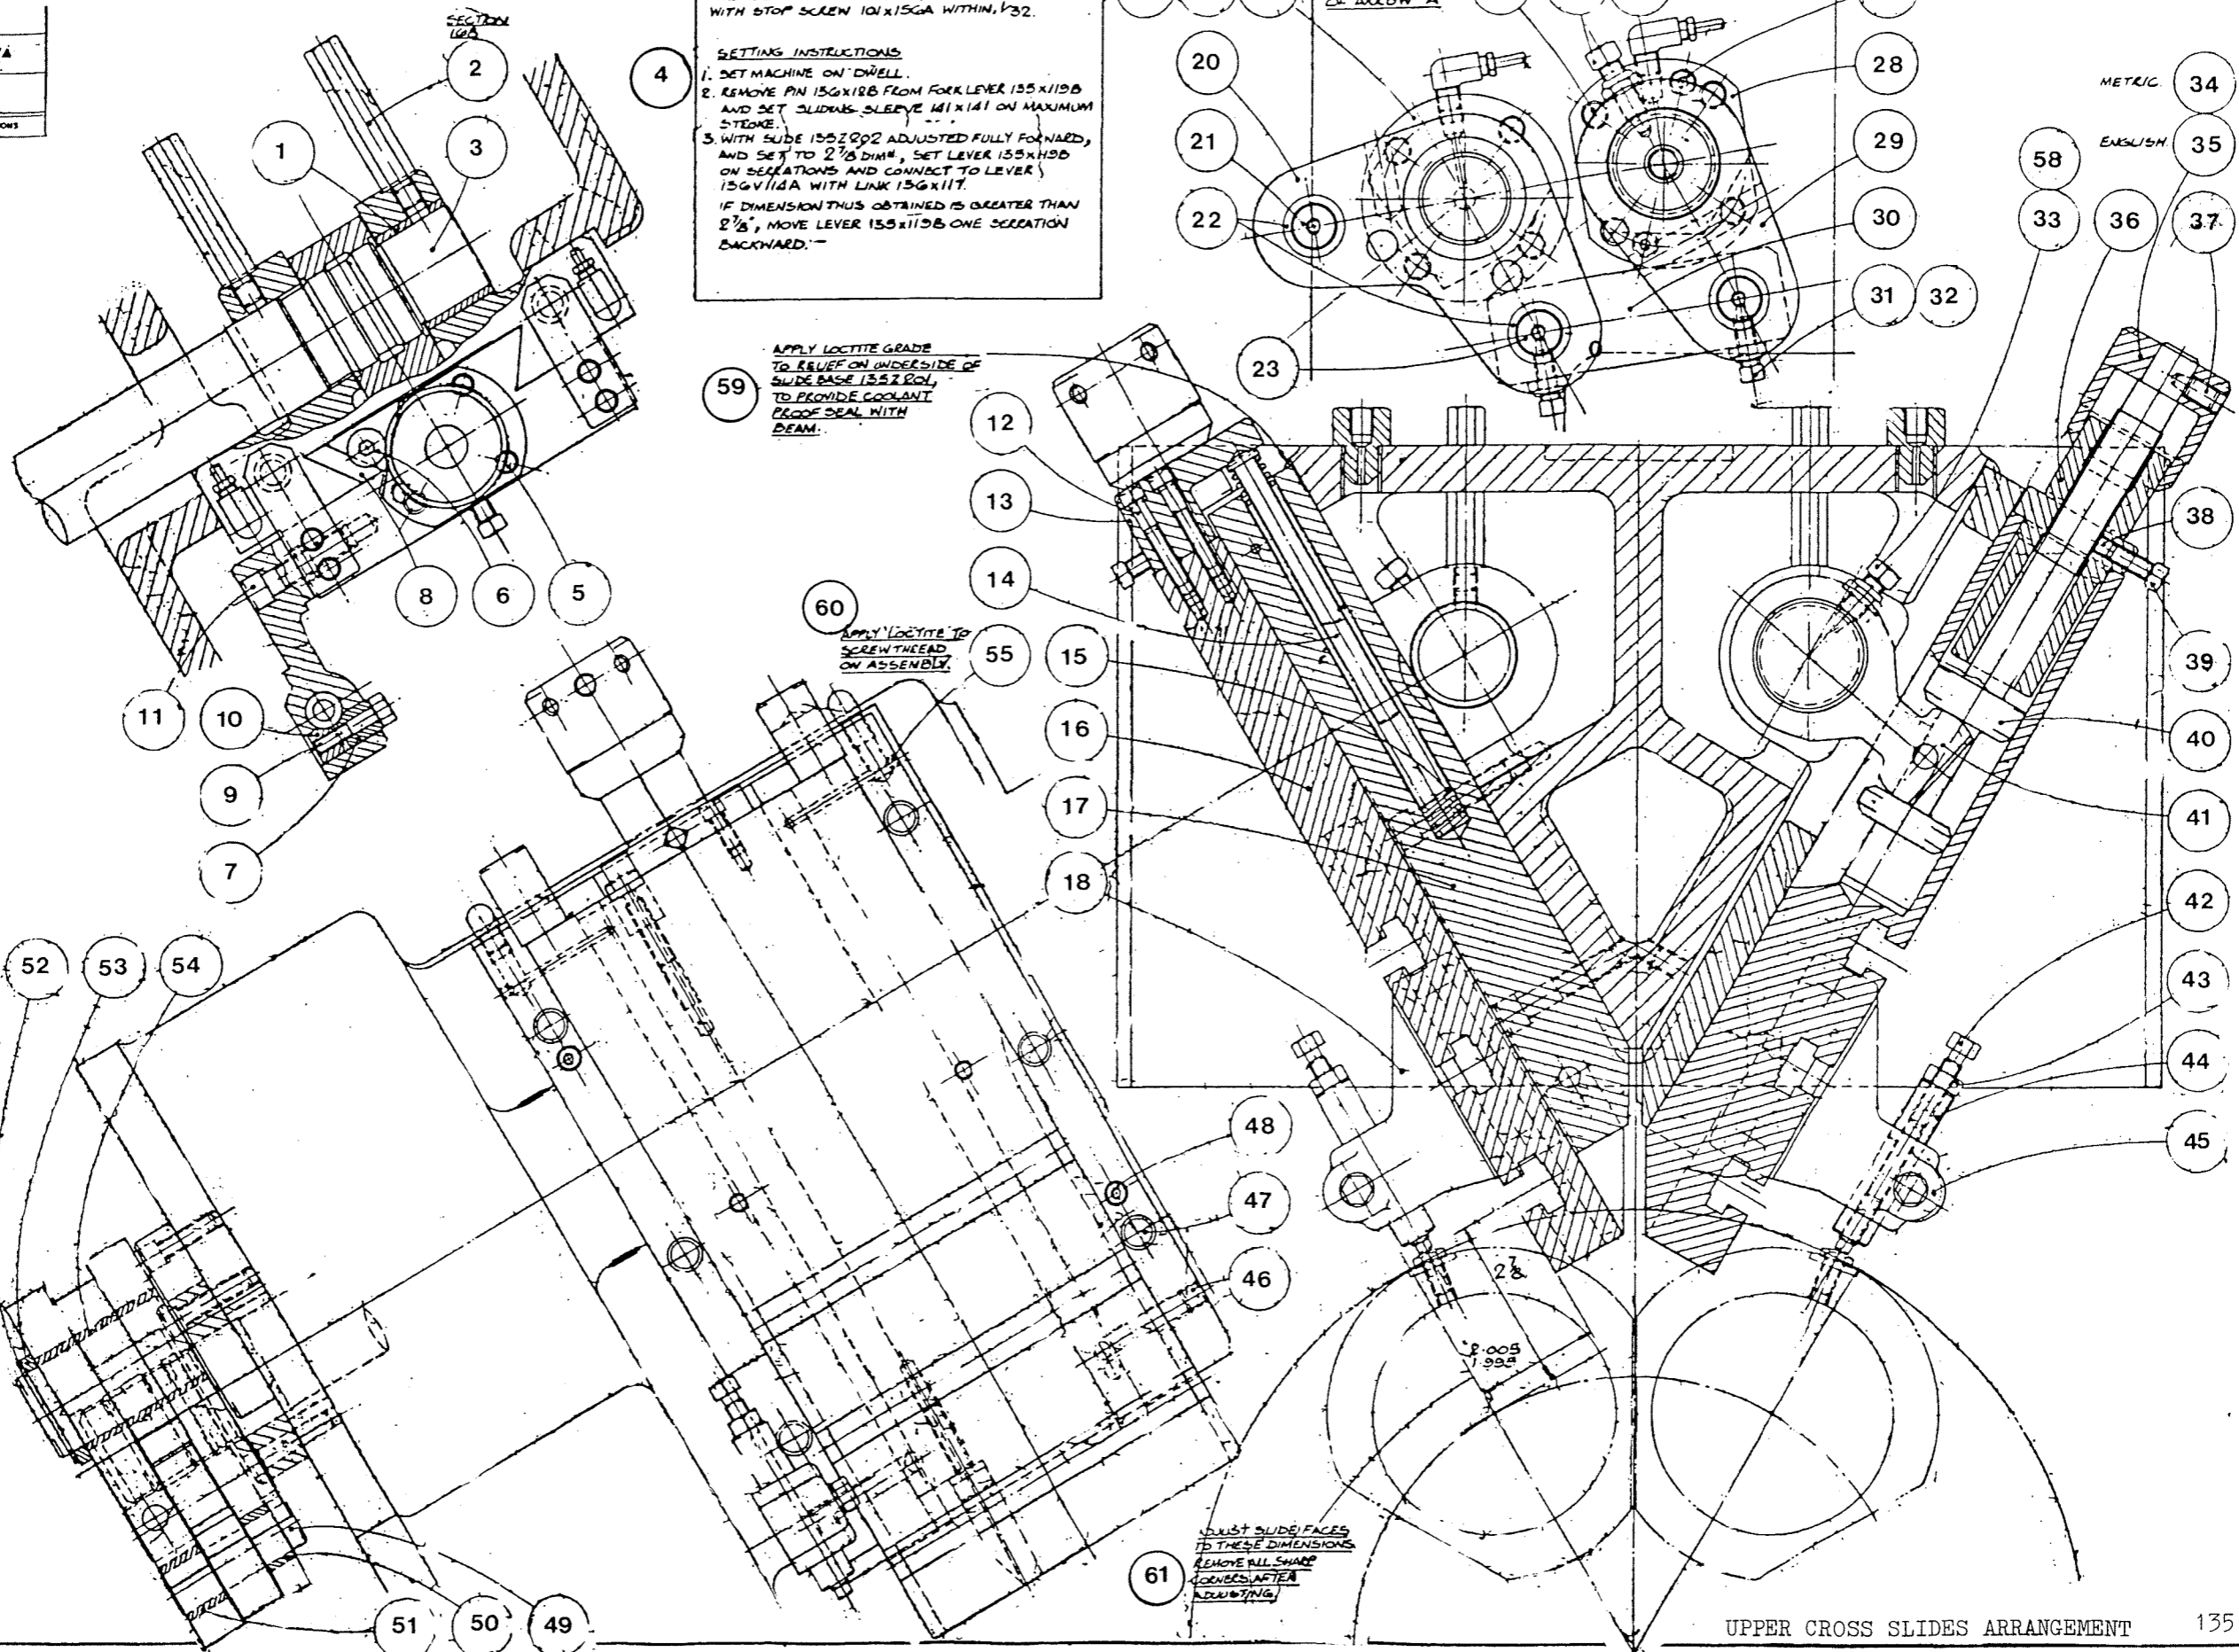 SECTION
16B
2
1
3
4
WITH STOP SCREW 101X156A WITHIN, 1/32.
SETTING INSTRUCTIONS
1. SET MACHINE ON DWELL.
2. REMOVE PIN 156X128 FROM FORK LEVER 135X119B
AND SET SLIDING SLEEVE 141X141 ON MAXIMUM
STROKE.
3. WITH SLIDE 135Z202 ADJUSTED FULLY FORWARD,
AND SET TO 2 7/8 DIM, SET LEVER 135X119B
ON SERRATIONS AND CONNECT TO LEVER
156V114A WITH LINK 156X117.
IF DIMENSION THUS OBTAINED IS GREATER THAN
2 7/8", MOVE LEVER 135X119B ONE SERRATION
BACKWARD.
20
21
22
23
28
29
30
31
32
METRIC. 34
ENGLISH. 35
58
33
36
37
59
APPLY LOCTITE GRADE
TO RELIEF ON UNDERSIDE OF
SLIDE BASE 135Z201,
TO PROVIDE COOLANT
PROOF SEAL WITH
BEAM.
12
13
14
15
16
17
18
38
39
40
41
42
43
44
45
8
6
5
11
10
9
7
60
APPLY LOCTITE TO
SCREW THREAD
ON ASSEMBLY.
55
52
53
54
48
47
46
2 7/8
2.005
1.995
51
50
49
61
ADJUST SLIDE FACES
TO THESE DIMENSIONS
REMOVE ALL SHARP
CORNERS AFTER
ADJUSTING
UPPER CROSS SLIDES ARRANGEMENT
135